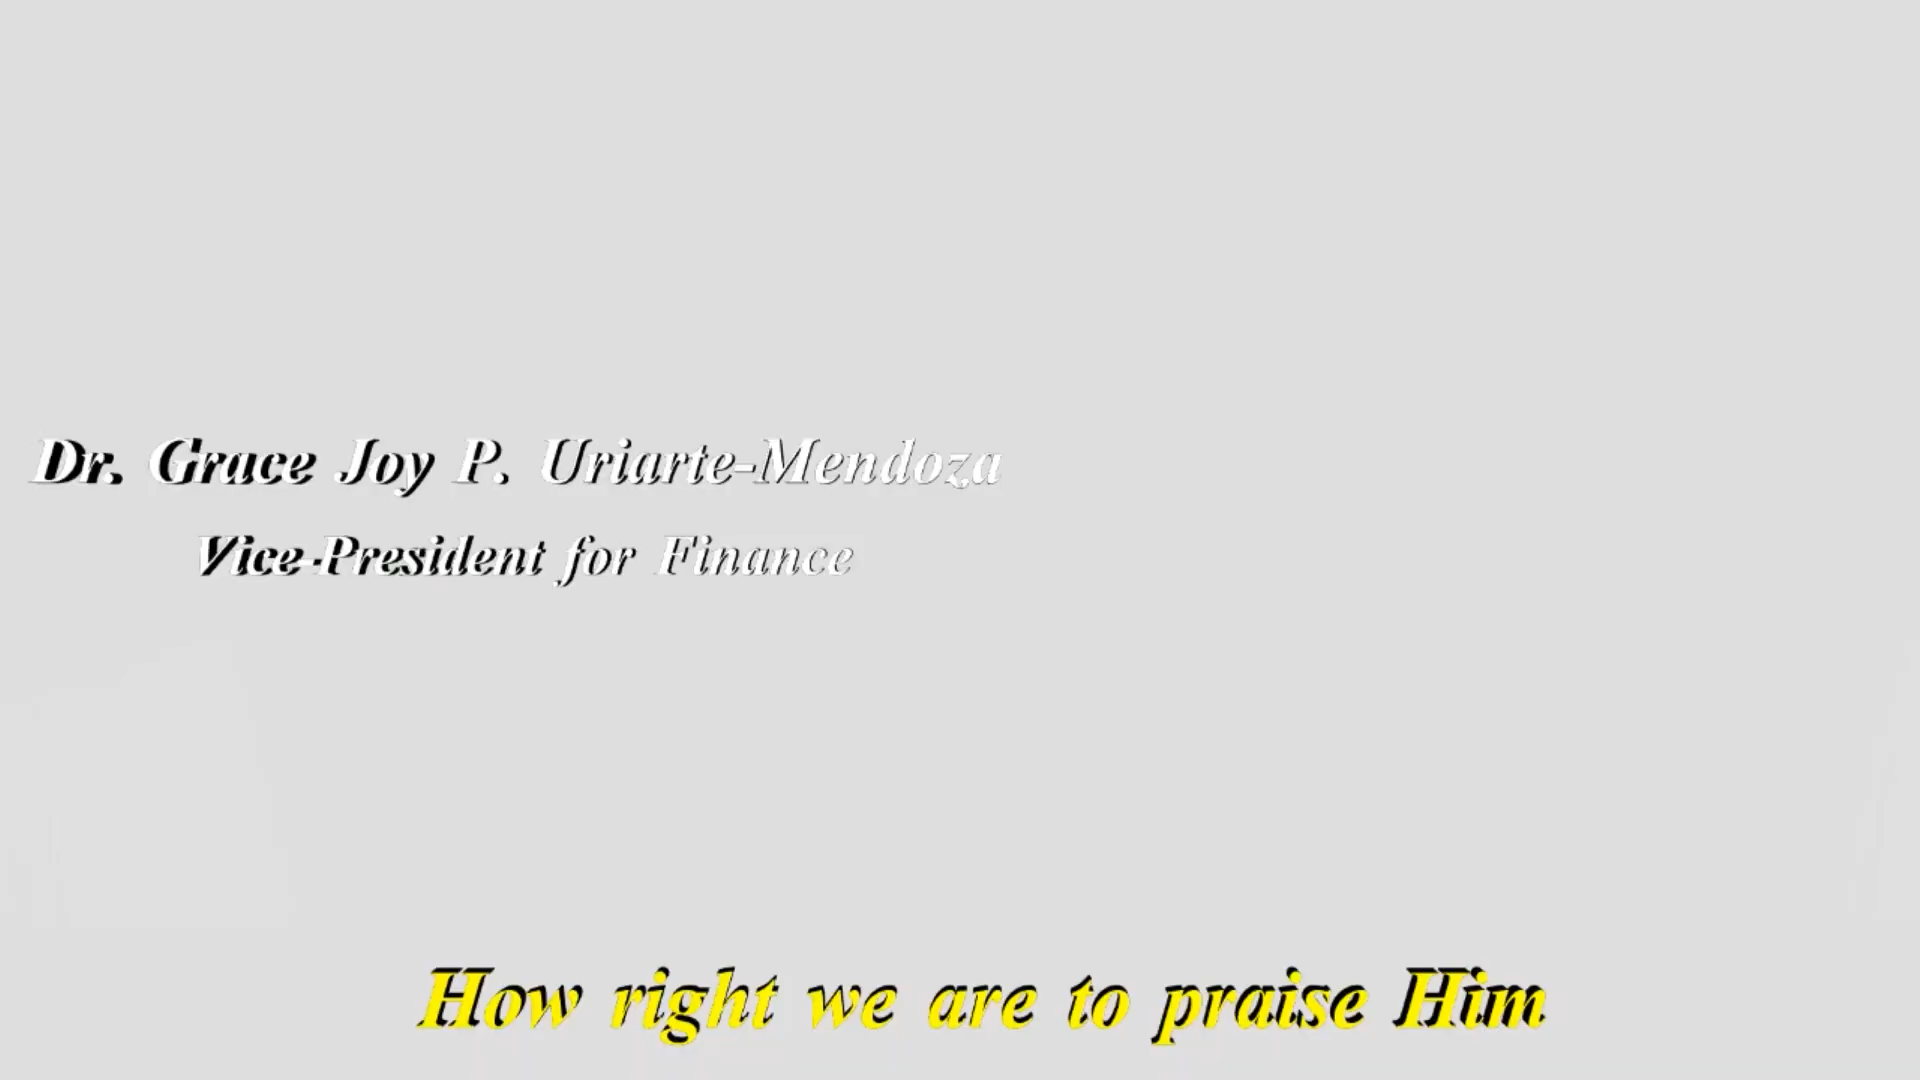 Dr. Grace Joy P. Uriarte-Mendoza
Vice-President for Finance
How right we are to praise Him